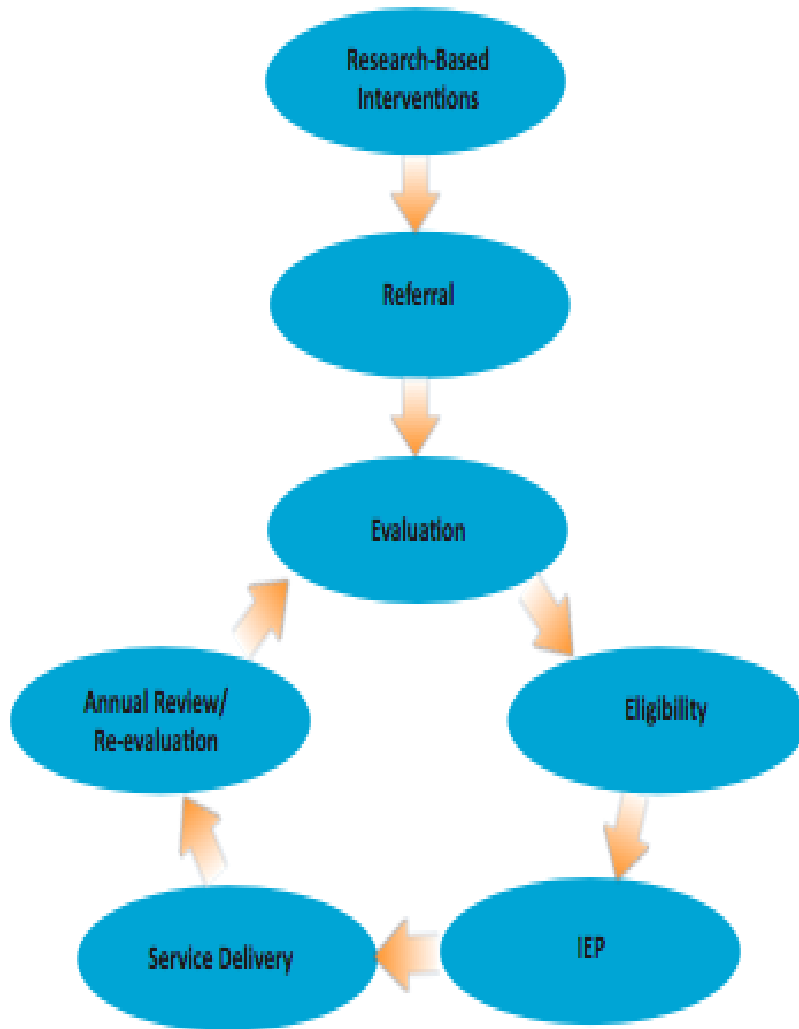 Research-Based
Interventions
Referral
Evaluation
Eligibility
IEP
Service Delivery
Annual Review/
Re-evaluation